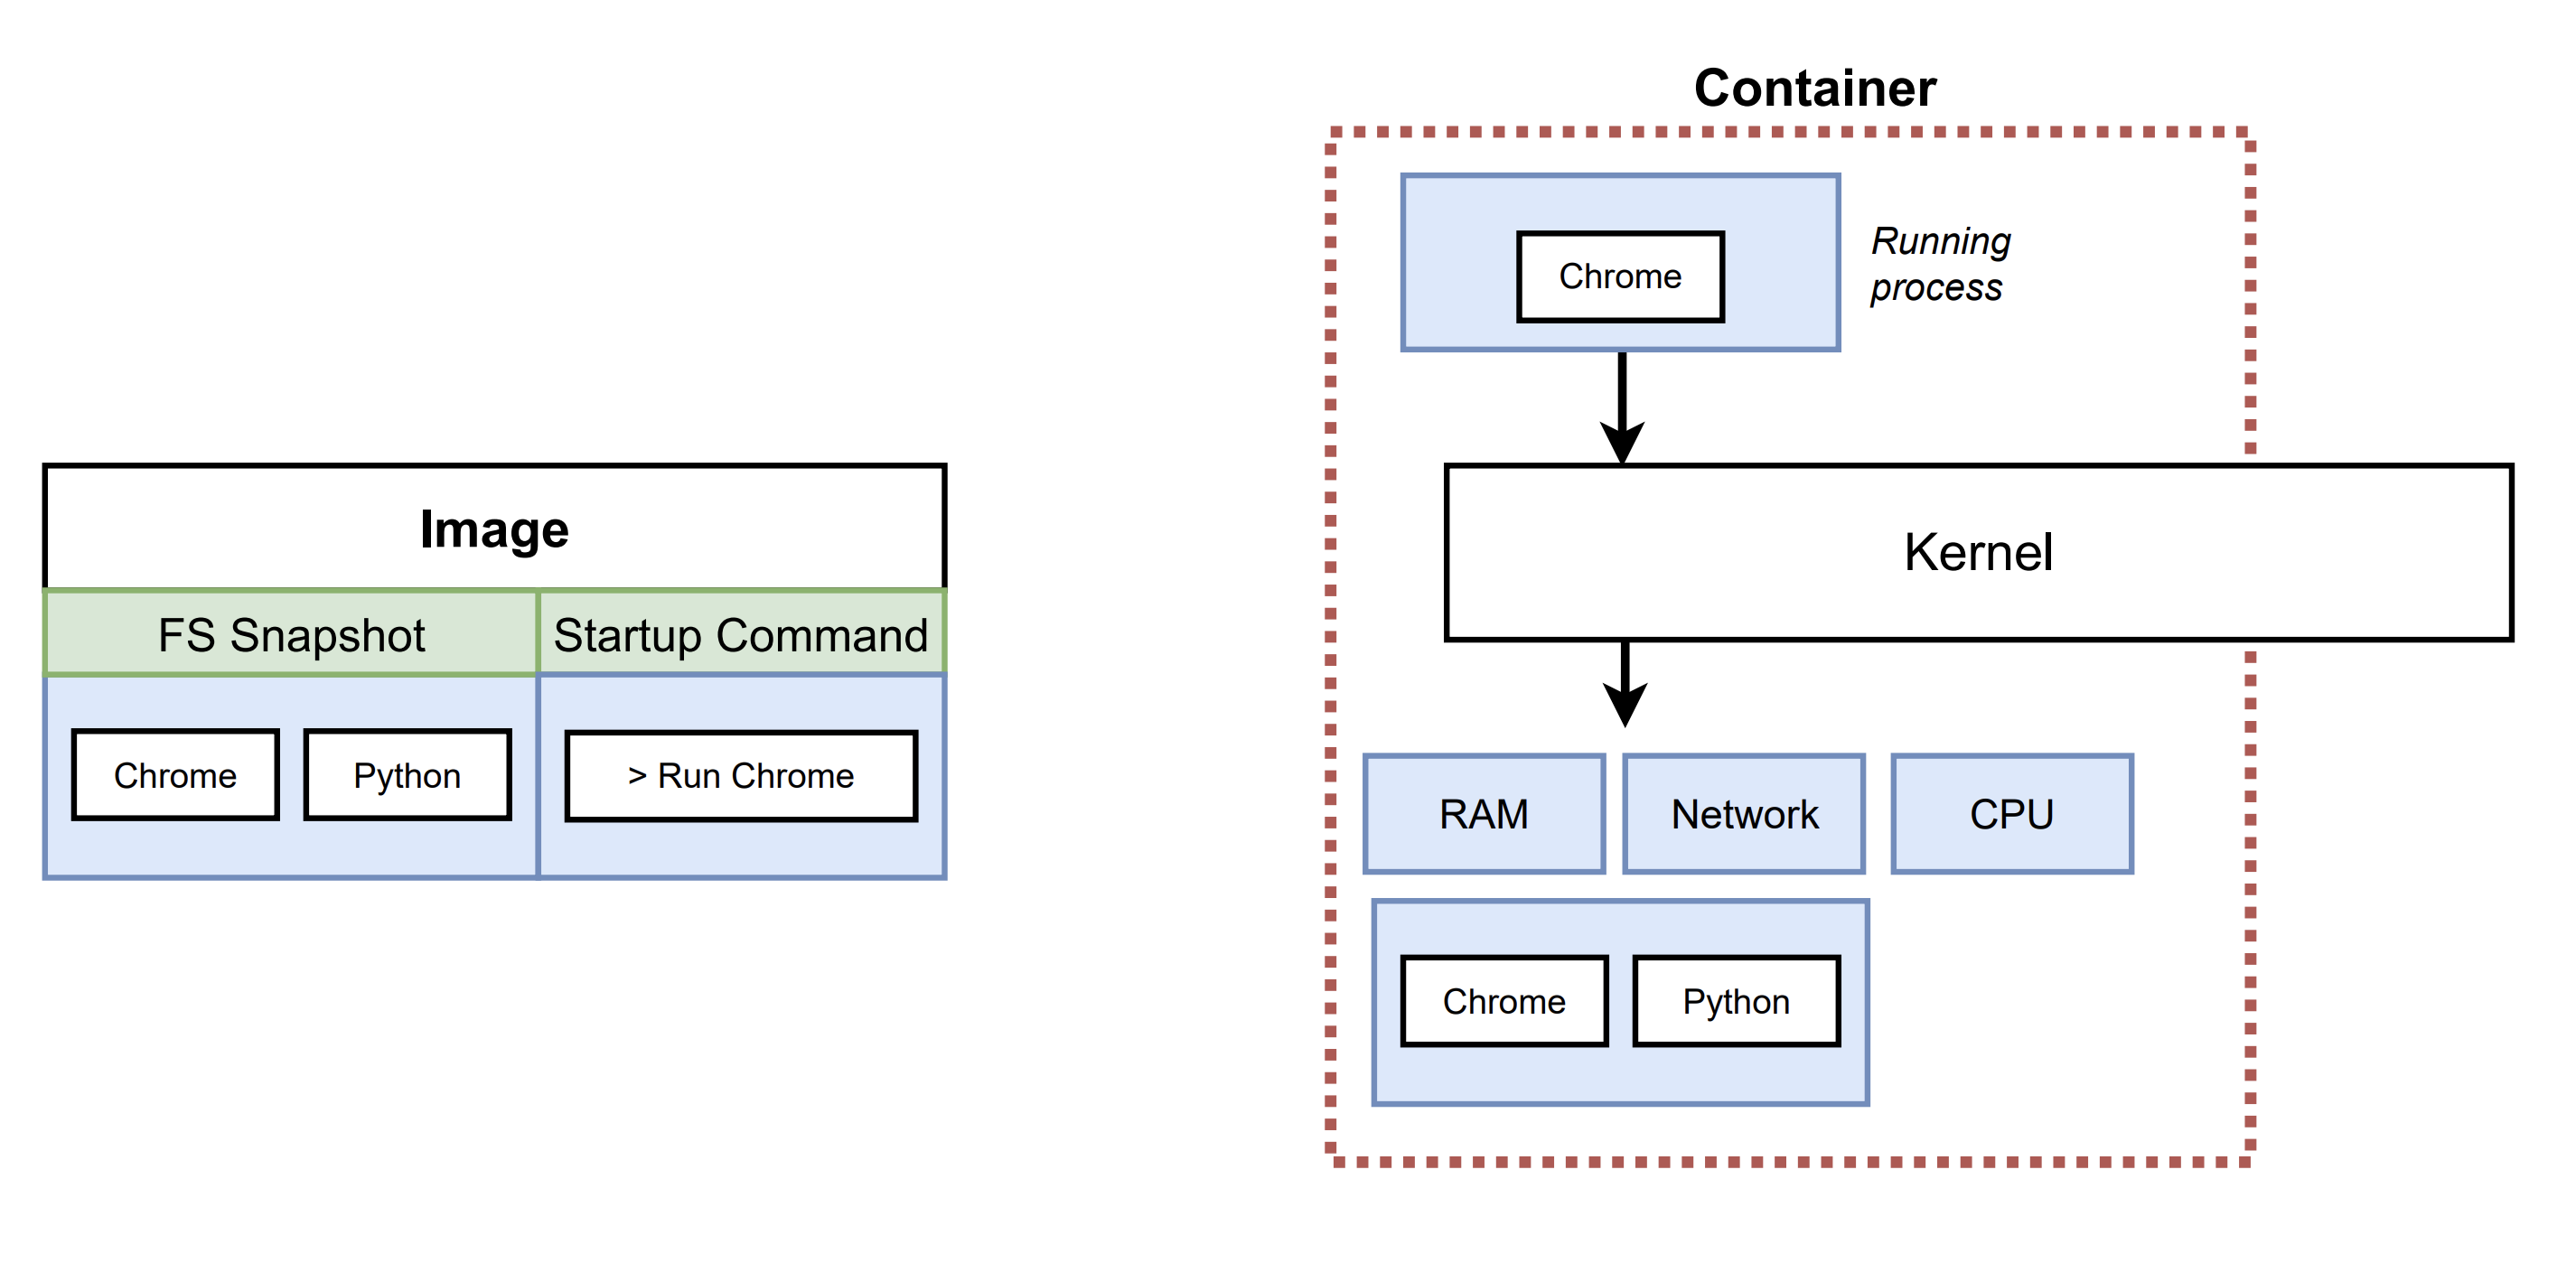 Container
Chrome
Running
process
Kernel
RAM
Network
CPU
Chrome
Python
Image
FS Snapshot
Startup Command
Chrome
Python
> Run Chrome